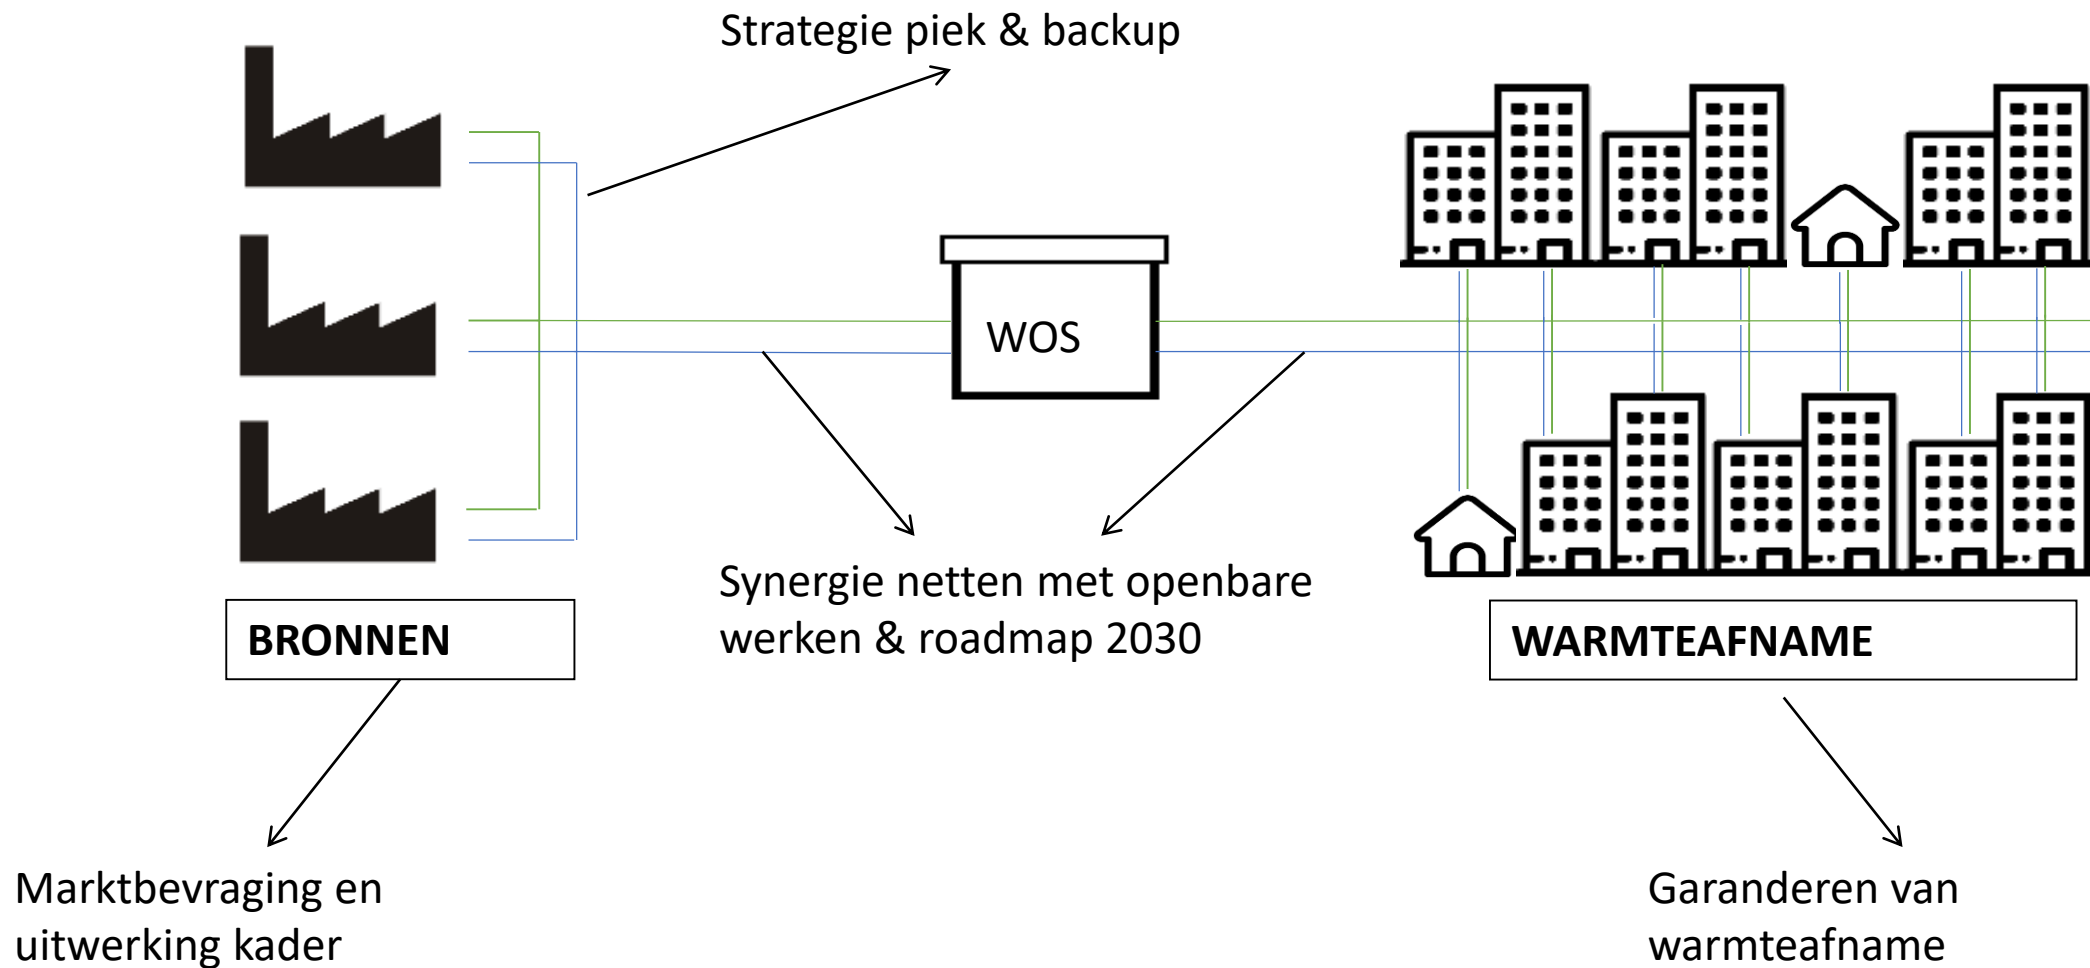 Strategie piek & backup
WOS
Synergie netten met openbare
werken & roadmap 2030
BRONNEN
WARMTEAFNAME
Marktbevraging en
uitwerking kader
Garanderen van
warmteafname